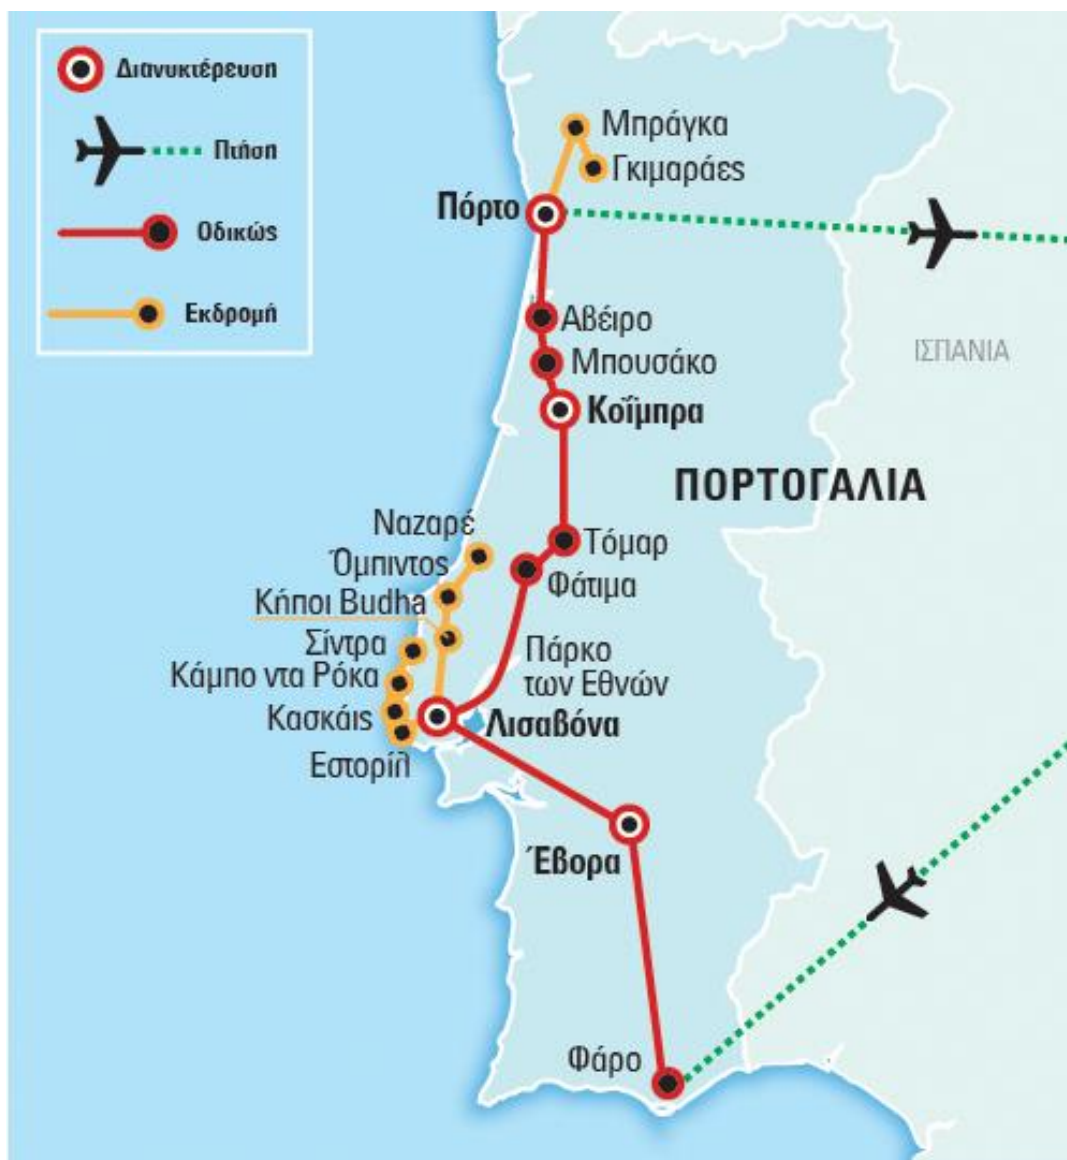 Διανυκτέρευση
Πτήση
Οδικώς
Εκδρομή
Μπράγκα
Γκιμαράες
Πόρτο
Αβέιρο
Μπουσάκο
ΙΣΠΑΝΙΑ
Κοΐμπρα
ΠΟΡΤΟΓΑΛΙΑ
Ναζαρέ
Τόμαρ
Όμπιντος
Φάτιμα
Κήποι Budha
Σίντρα
Πάρκο
των Εθνών
Κάμπο ντα Ρόκα
Κασκάις
Λισαβόνα
Εστορίλ
Έβορα
Φάρο